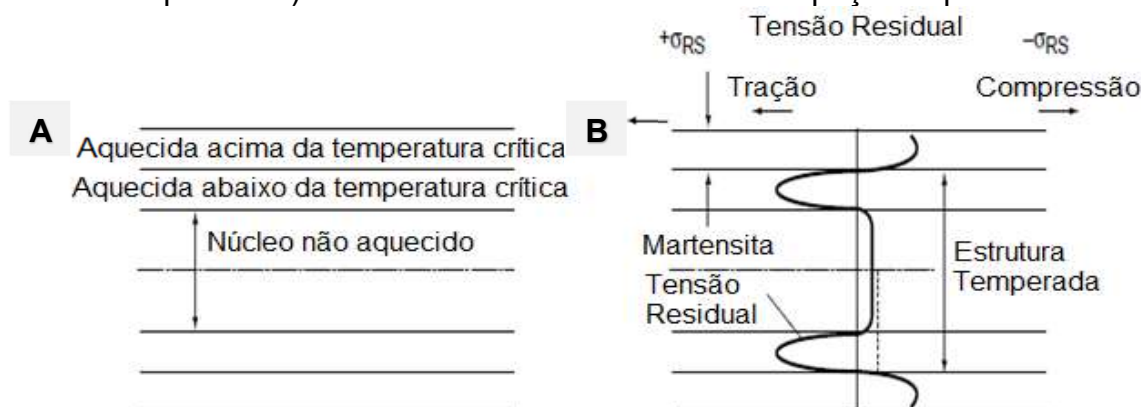 Tensão Residual
+σRS
-σRS
Tração
Compressão
A
B
Aquecida acima da temperatura crítica
Aquecida abaixo da temperatura crítica
Núcleo não aquecido
Martensita
Tensão
Residual
Estrutura
Temperada